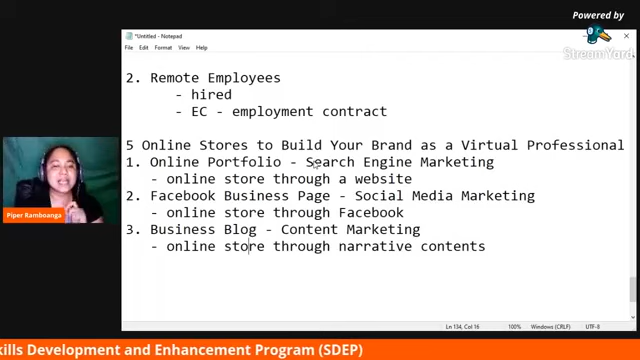 Powered by
StreamYard
*Untitled - Notepad
File Edit Format View Help
2. Remote Employees
- hired
- EC - employment contract
5 Online Stores to Build Your Brand as a Virtual Professional
1. Online Portfolio - Search Engine Marketing
- online store through a website
2. Facebook Business Page - Social Media Marketing
- online store through Facebook
3. Business Blog - Content Marketing
- online store through narrative contents
Piper Ramboanga
Ln 134, Col 16 100% Windows (CRLF) UTF-8
kills Development and Enhancement Program (SDEP)